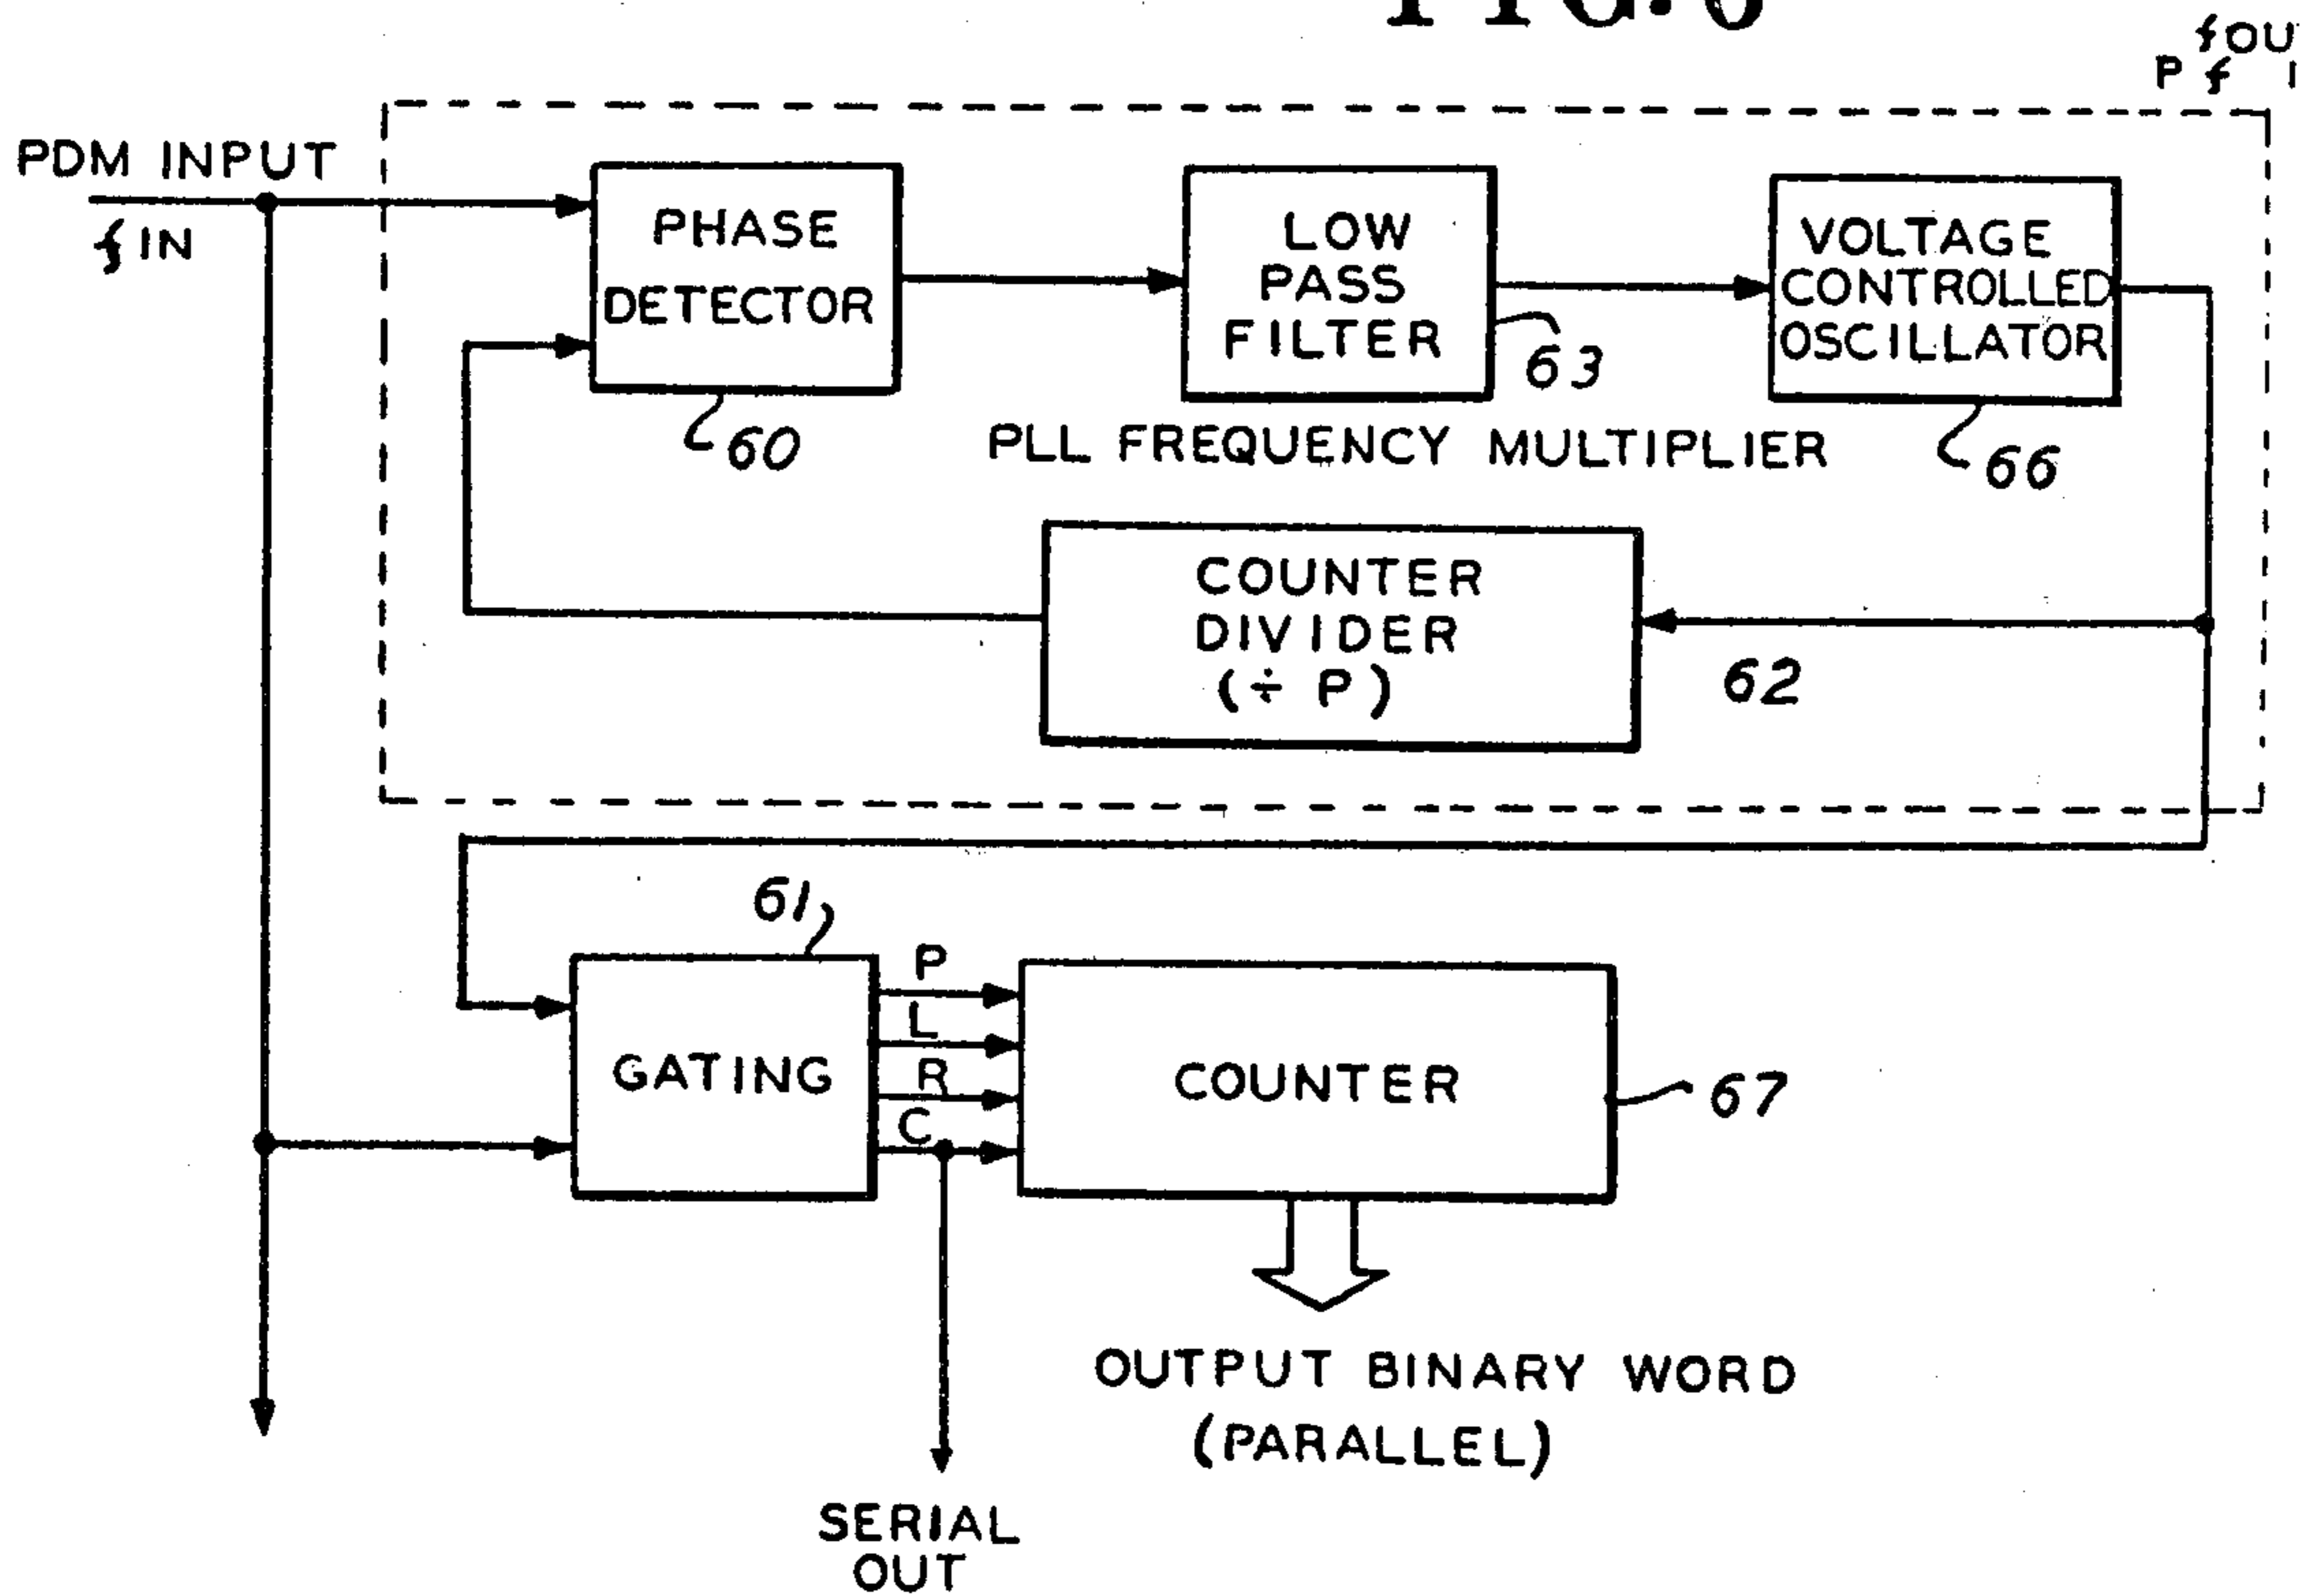 PDM INPUT
f IN
PHASE
DETECTOR
60
LOW
PASS
FILTER
63
VOLTAGE
CONTROLLED
OSCILLATOR
66
PLL FREQUENCY MULTIPLIER
COUNTER
DIVIDER
(÷ P)
62
61
GATING
P
L
R
C
COUNTER
67
OUTPUT BINARY WORD
(PARALLEL)
SERIAL
OUT